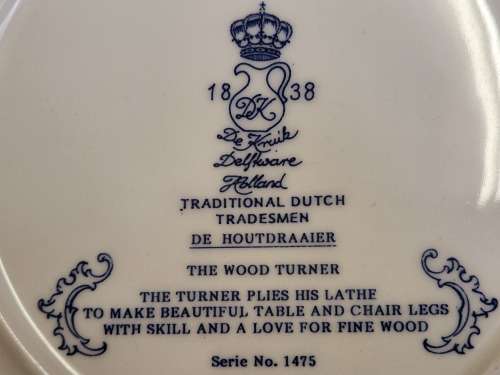 18 DK 38
De Kruik
Delftware
Holland
TRADITIONAL DUTCH
TRADESMEN
DE HOUTDRAAIER
THE WOOD TURNER
THE TURNER PLIES HIS LATHE
TO MAKE BEAUTIFUL TABLE AND CHAIR LEGS
WITH SKILL AND A LOVE FOR FINE WOOD
Serie No. 1475